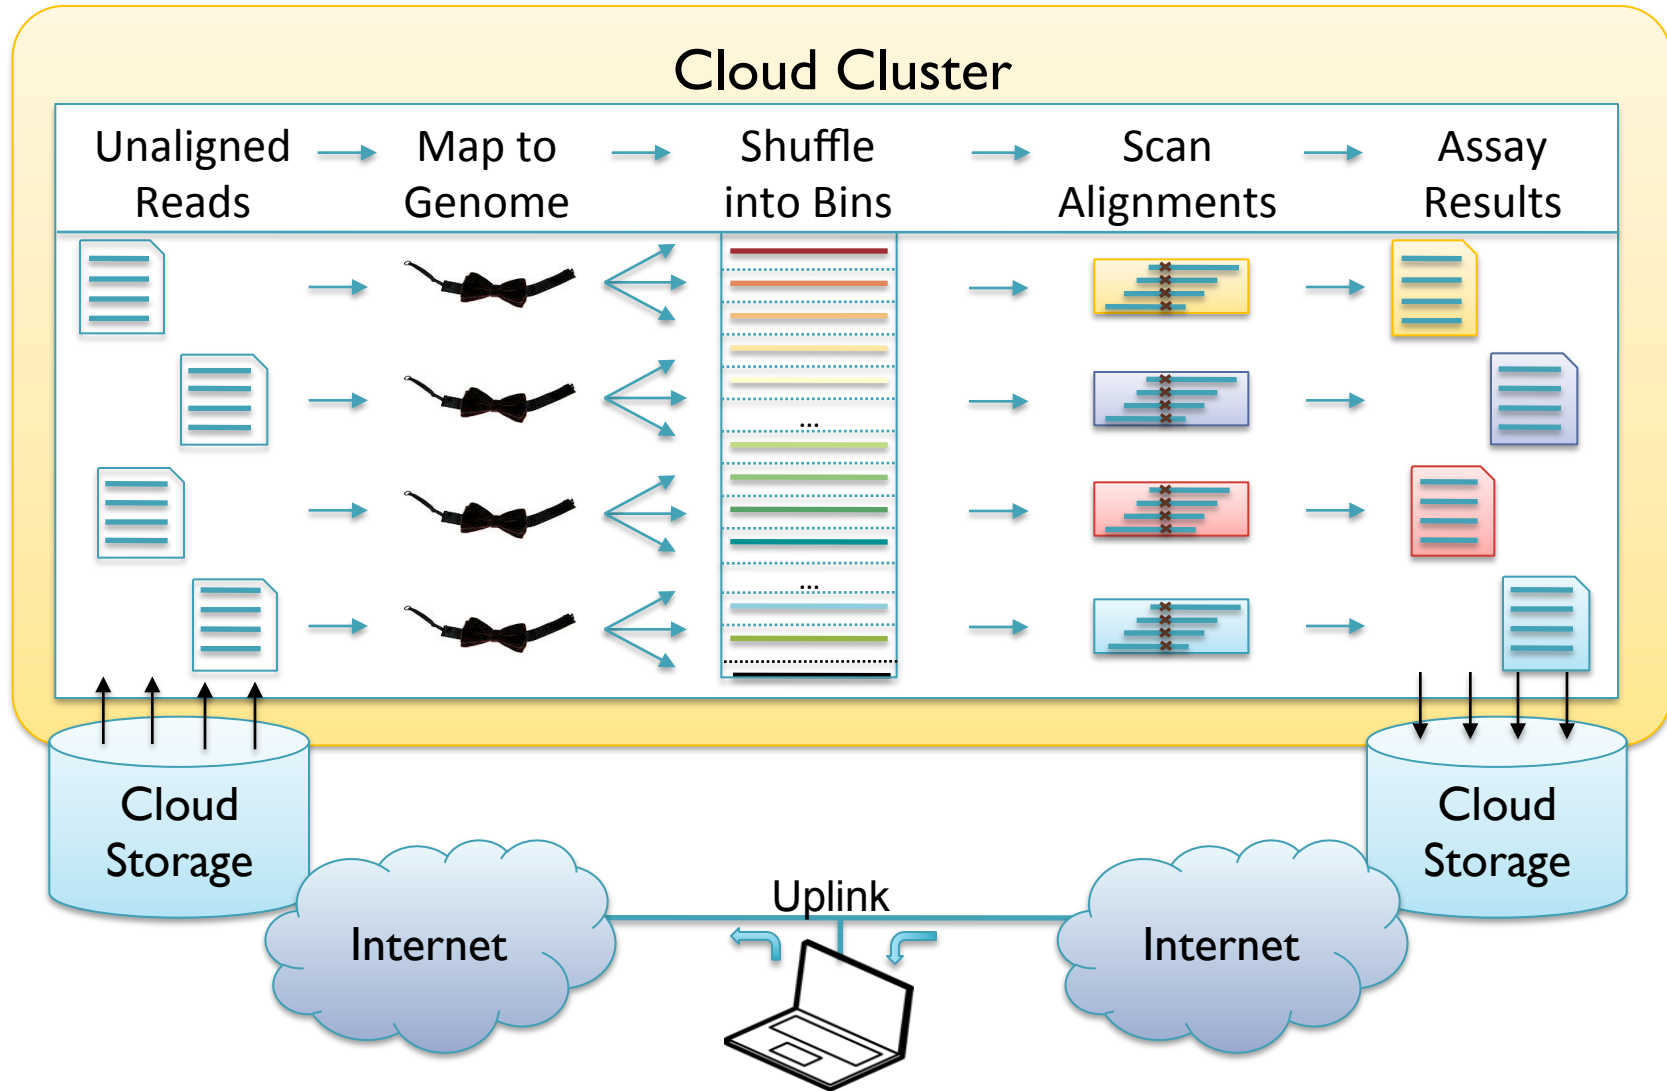 Cloud Cluster
Unaligned
Reads
Map to
Genome
Shuffle
into Bins
Scan
Alignments
Assay
Results
...
...
Cloud
Storage
Cloud
Storage
Uplink
Internet
Internet